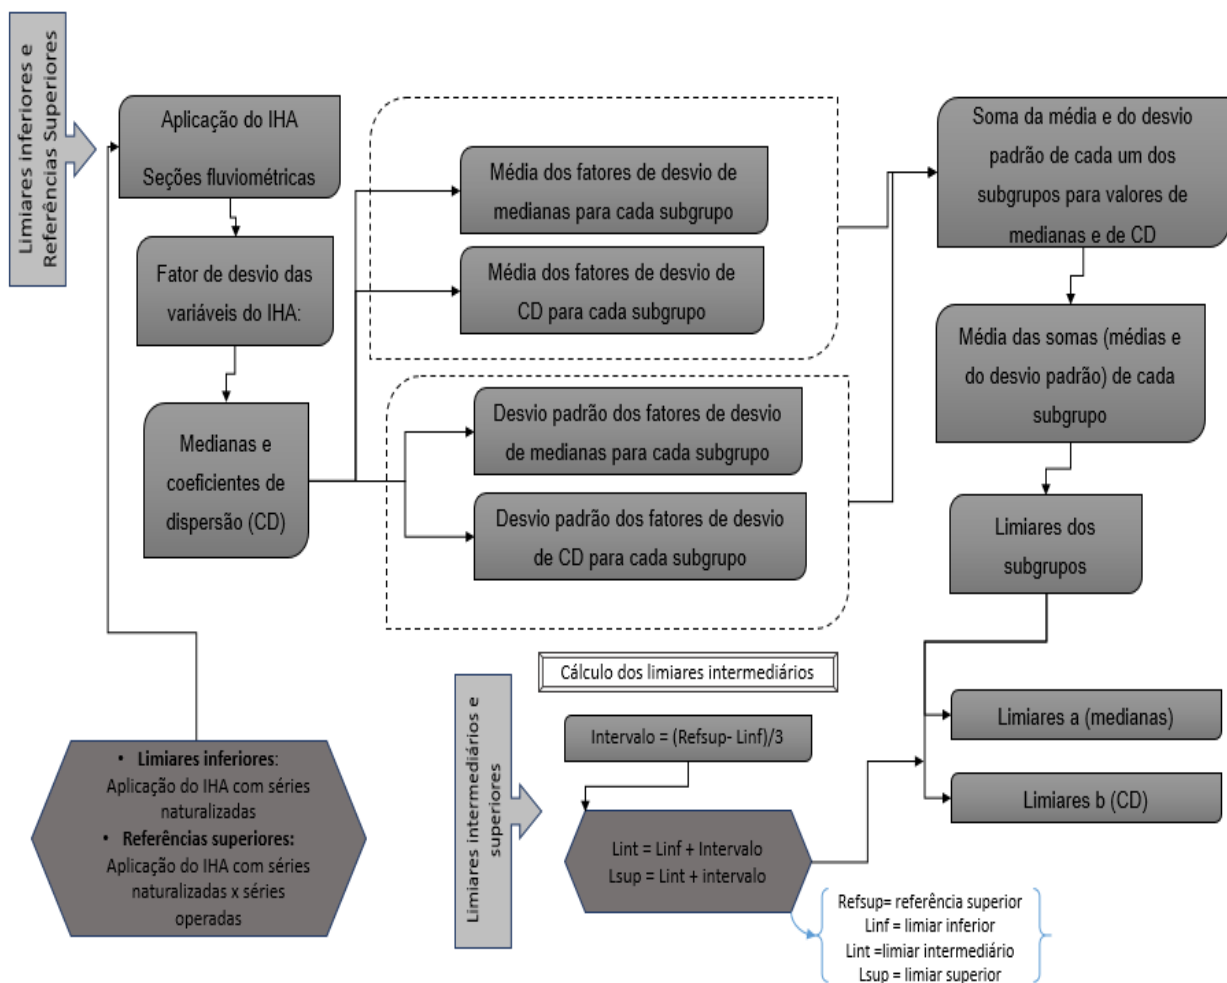 Limiares inferiores e
Referências Superiores
Aplicação do IHA
Seções fluviométricas
Fator de desvio das
variáveis do IHA:
Medianas e
coeficientes de
dispersão (CD)
Média dos fatores de desvio de
medianas para cada subgrupo
Média dos fatores de desvio de
CD para cada subgrupo
Desvio padrão dos fatores de desvio
de medianas para cada subgrupo
Desvio padrão dos fatores de desvio
de CD para cada subgrupo
Soma da média e do desvio
padrão de cada um dos
subgrupos para valores de
medianas e de CD
Média das somas (médias e
do desvio padrão) de cada
subgrupo
Limiares dos
subgrupos
Limiares a (medianas)
Limiares b (CD)
• Limiares inferiores:
Aplicação do IHA com séries
naturalizadas
• Referências superiores:
Aplicação do IHA com séries
naturalizadas x séries
operadas
Limiares intermediários e
superiores
Cálculo dos limiares intermediários
Intervalo = (Refsup- Linf)/3
Lint = Linf + Intervalo
Lsup = Lint + intervalo
Refsup= referência superior
Linf = limiar inferior
Lint =limiar intermediário
Lsup = limiar superior